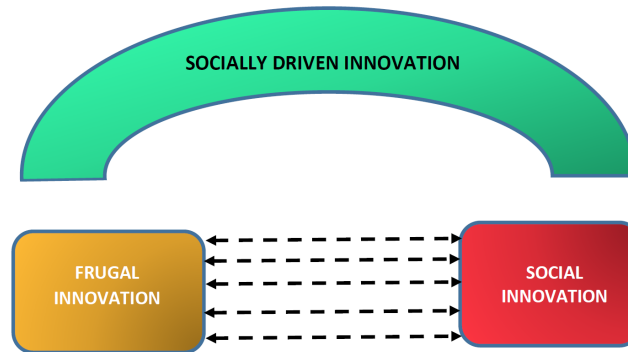 SOCIALLY DRIVEN INNOVATION
FRUGAL
INNOVATION
SOCIAL
INNOVATION